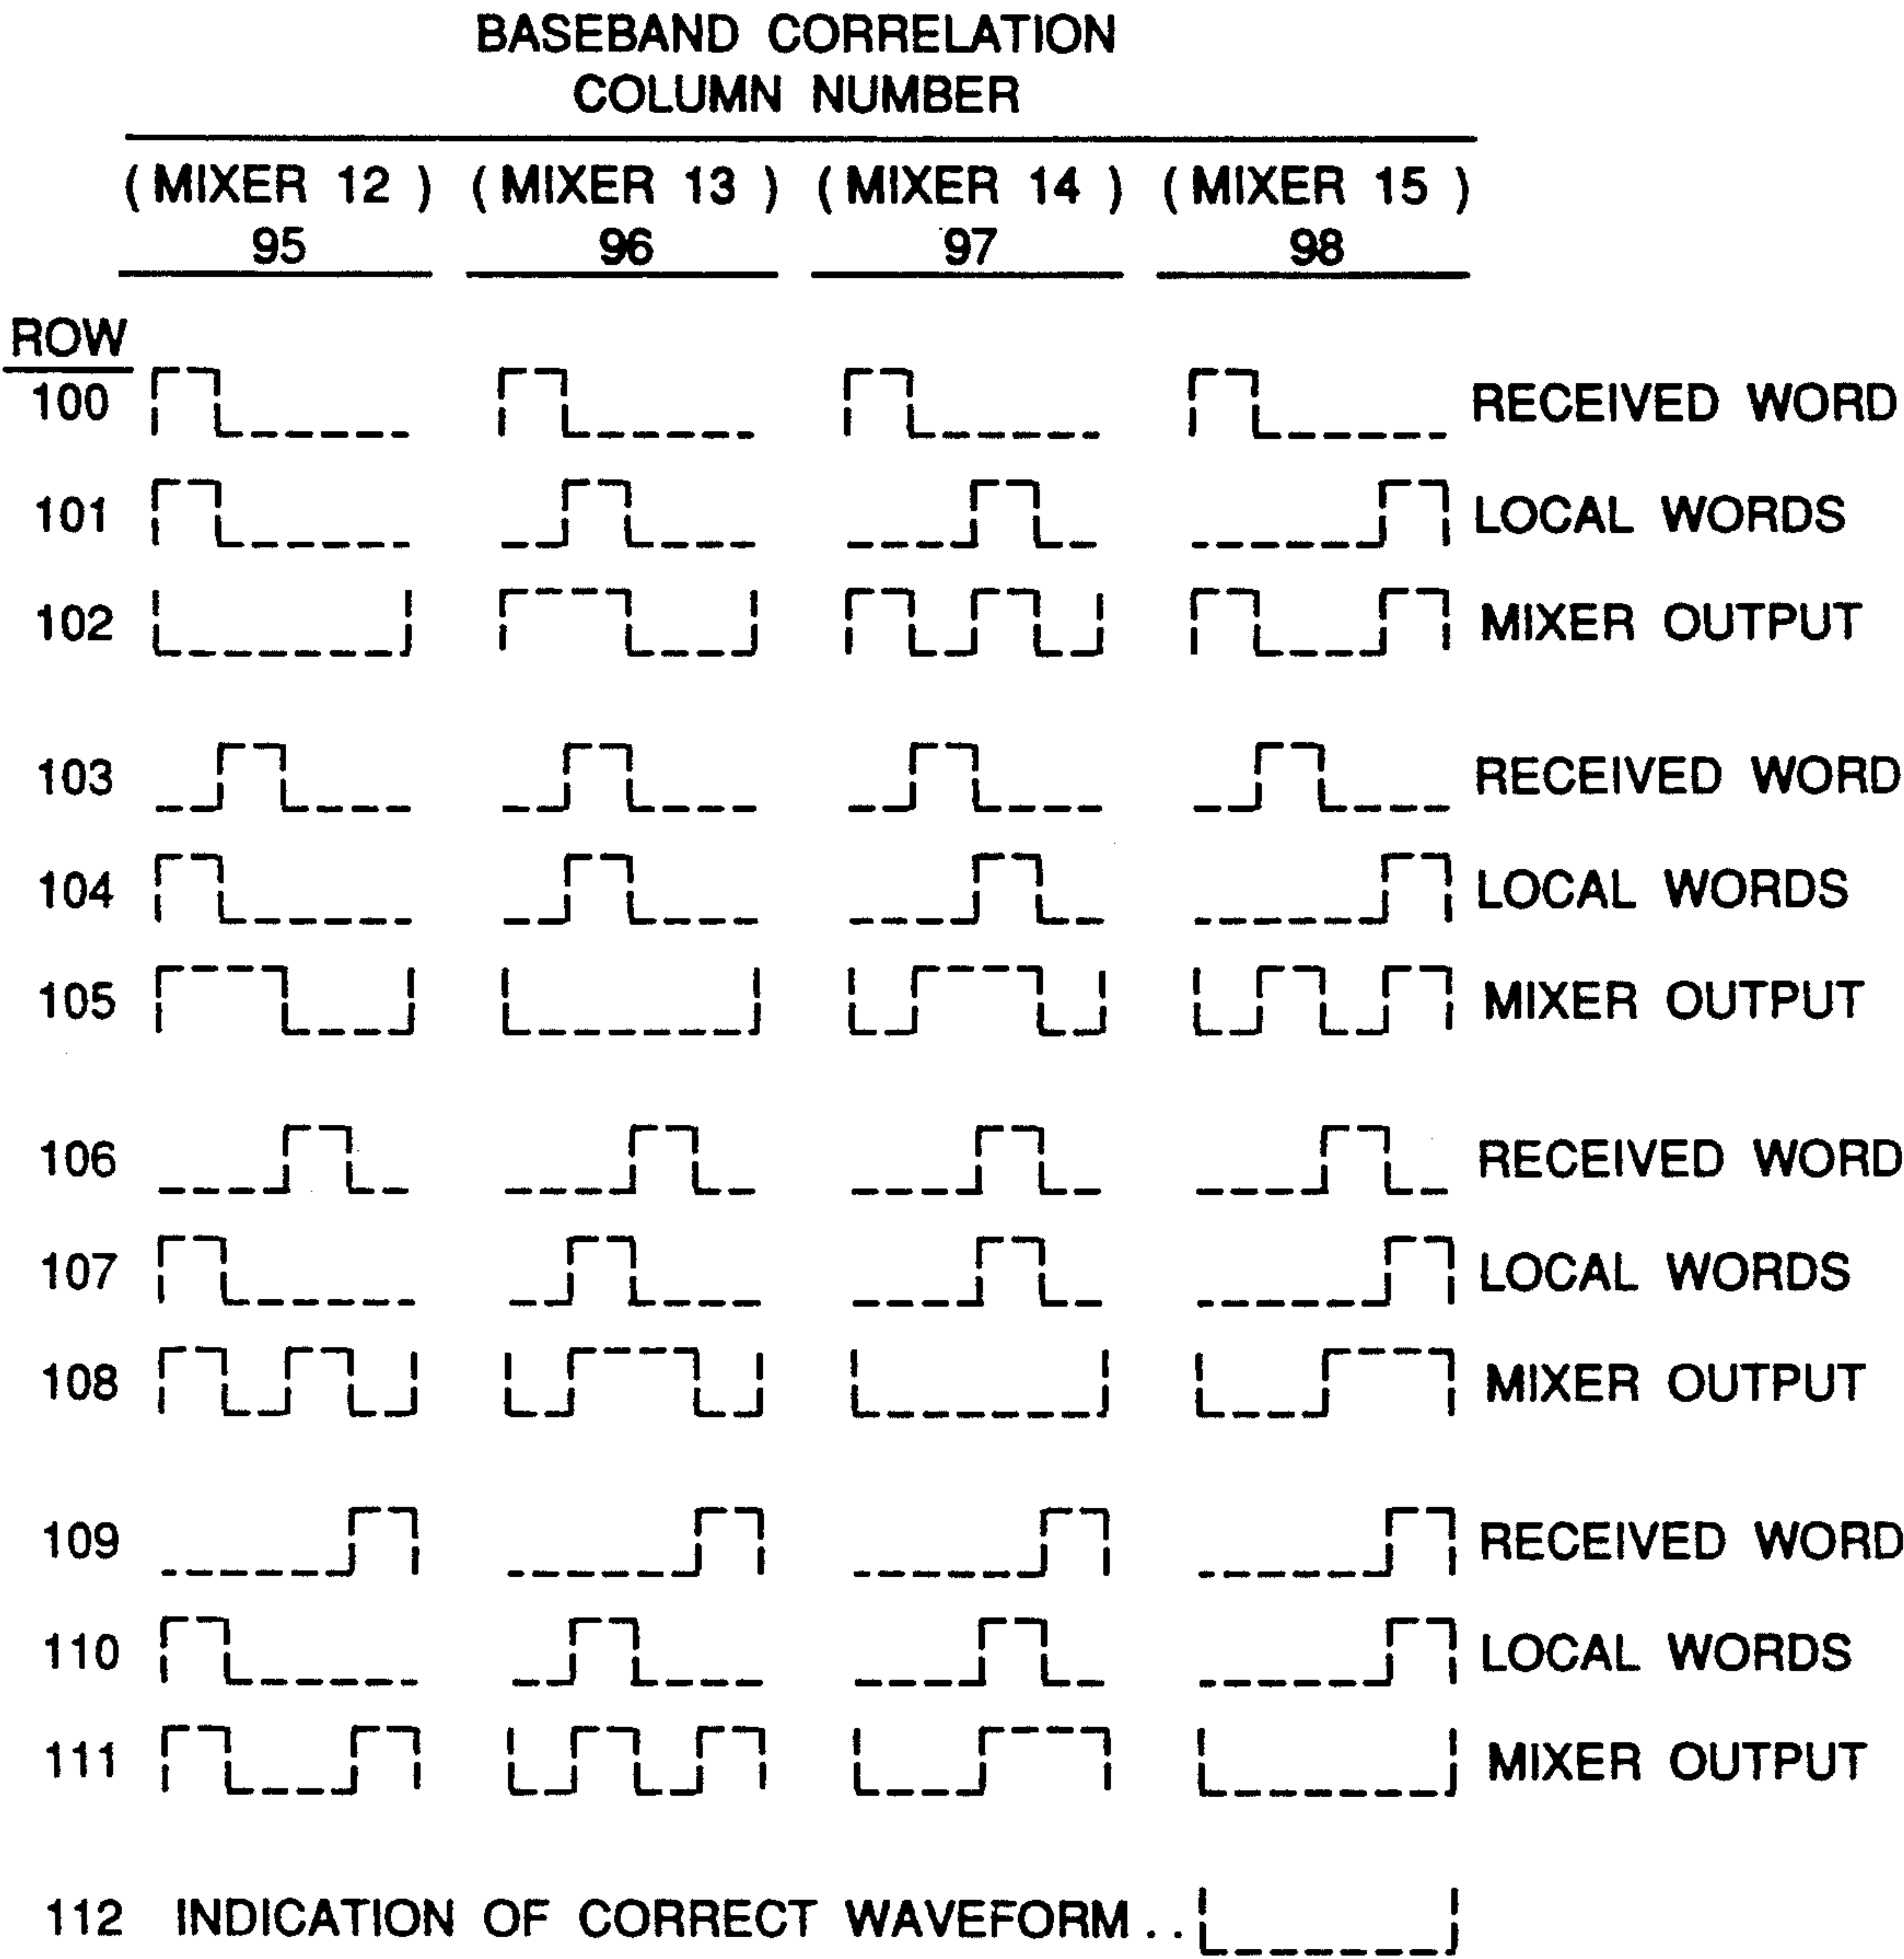 BASEBAND CORRELATION
COLUMN NUMBER
( MIXER 12 ) ( MIXER 13 ) ( MIXER 14 ) ( MIXER 15 )
95 96 97 98
ROW
100 RECEIVED WORD
101 LOCAL WORDS
102 MIXER OUTPUT
103 RECEIVED WORD
104 LOCAL WORDS
105 MIXER OUTPUT
106 RECEIVED WORD
107 LOCAL WORDS
108 MIXER OUTPUT
109 RECEIVED WORD
110 LOCAL WORDS
111 MIXER OUTPUT
112 INDICATION OF CORRECT WAVEFORM . .